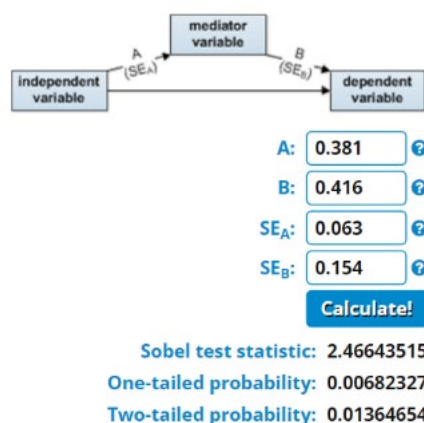 mediator
variable
A
(SEA)
B
(SEB)
independent
variable
dependent
variable
A: 0.381 ?
B: 0.416 ?
SEA: 0.063 ?
SEB: 0.154 ?
Calculate!
Sobel test statistic: 2.46643515
One-tailed probability: 0.00682327
Two-tailed probability: 0.01364654